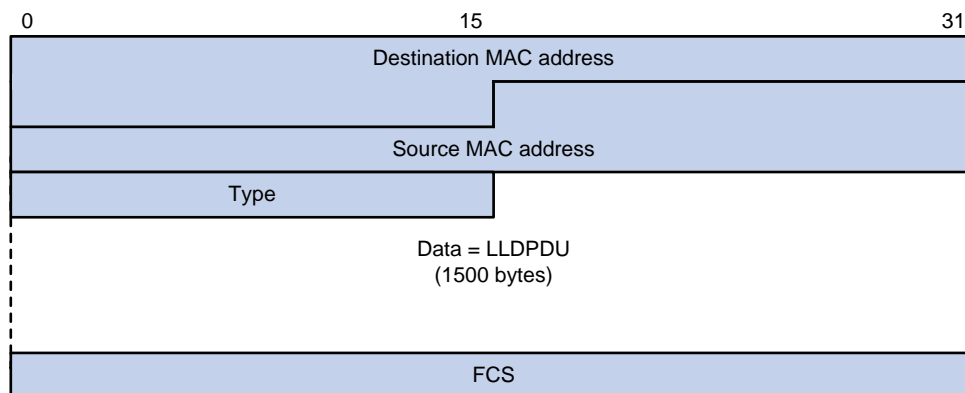 0 15 31
Destination MAC address
Source MAC address
Type
Data = LLDPDU
(1500 bytes)
FCS